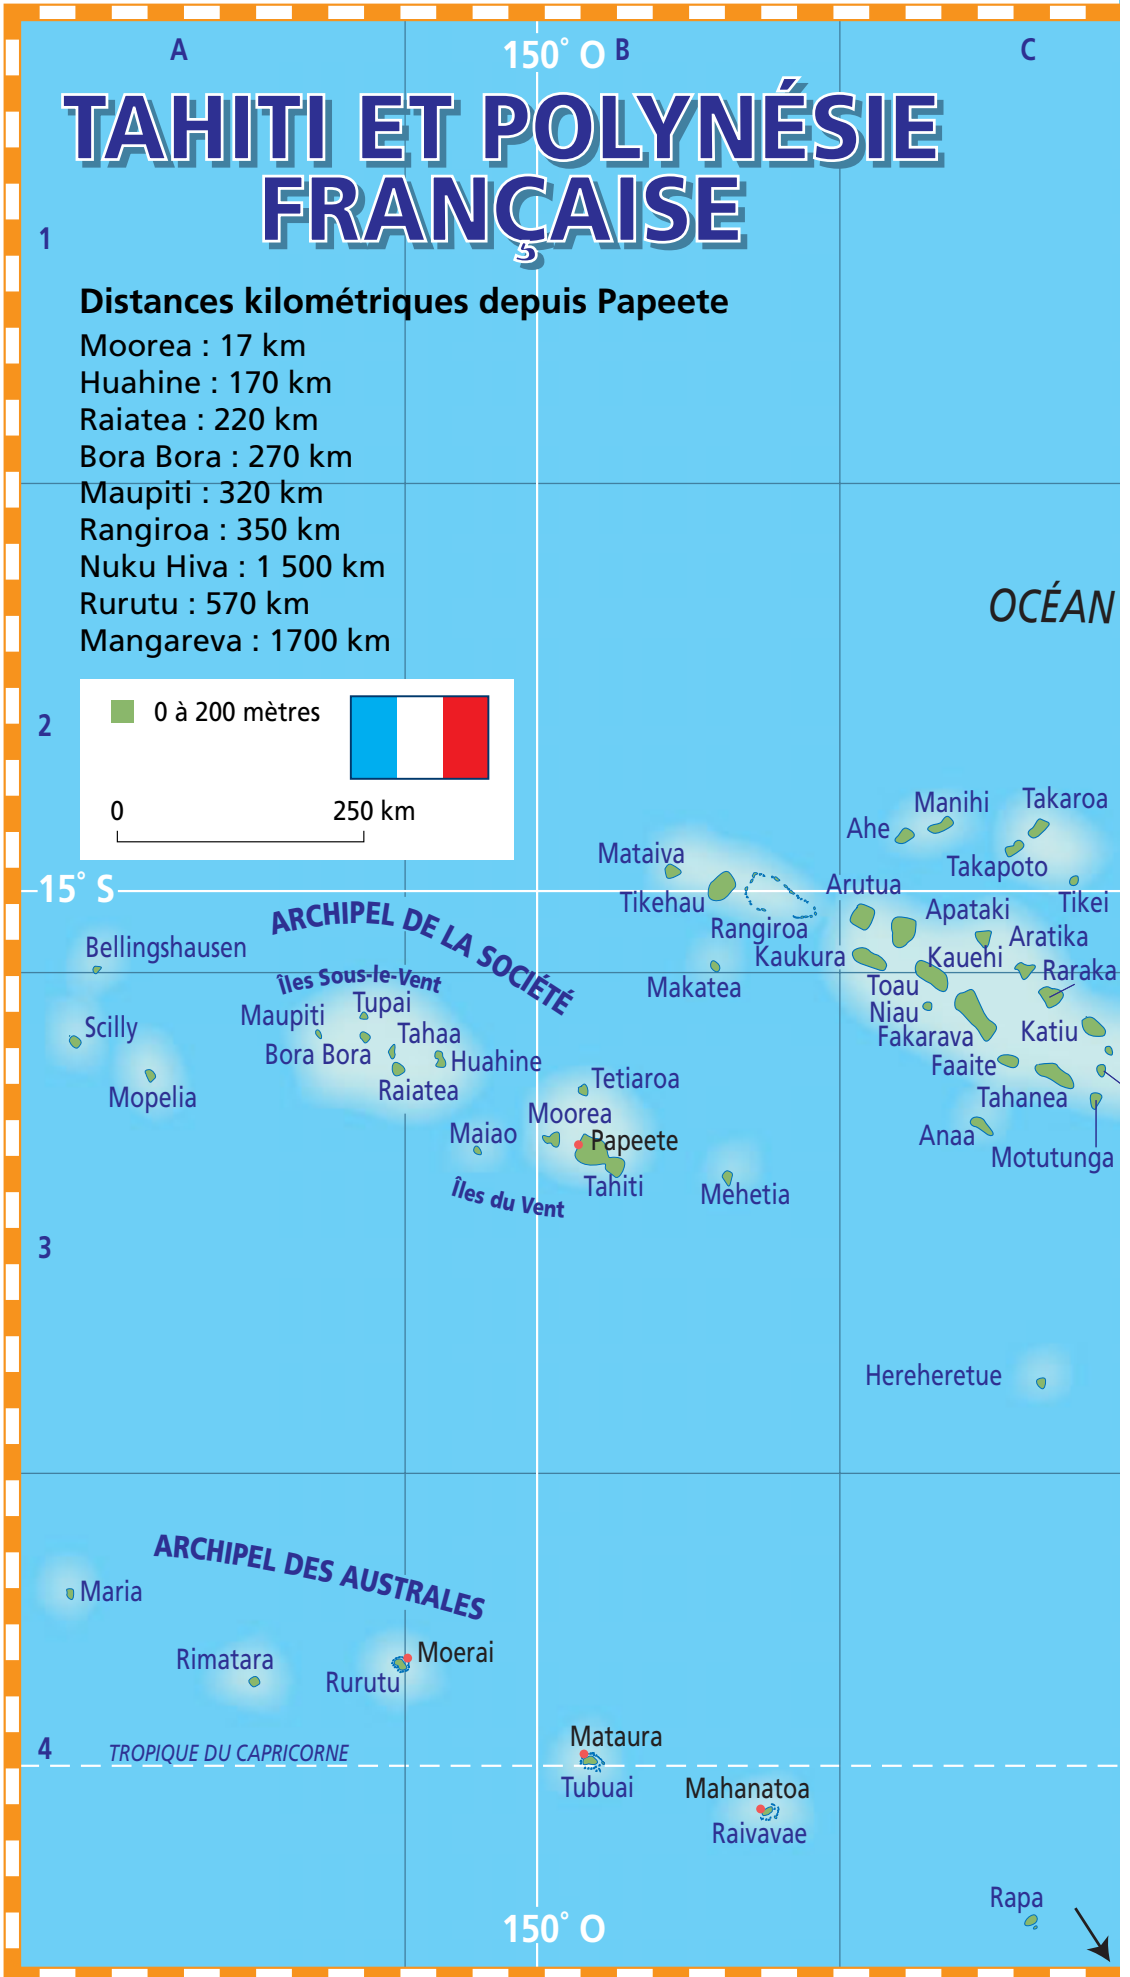 A
150° O
B
C
TAHITI ET POLYNÉSIE
FRANÇAISE
1
Distances kilométriques depuis Papeete
Moorea : 17 km
Huahine : 170 km
Raiatea : 220 km
Bora Bora : 270 km
Maupiti : 320 km
Rangiroa : 350 km
Nuku Hiva : 1 500 km
Rurutu : 570 km
Mangareva : 1700 km
OCÉAN
2
0 à 200 mètres
0
250 km
Manihi
Takaroa
Ahe
Mataiva
Takapoto
15° S
Arutua
Tikehau
Tikei
ARCHIPEL DE LA SOCIÉTÉ
Apataki
Rangiroa
Aratika
Bellingshausen
Kaukura
Kauehi
Raraka
Îles Sous-le-Vent
Makatea
Toau
Tupai
Niau
Maupiti
Scilly
Tahaa
Fakarava
Katiu
Bora Bora
Huahine
Faaite
Tetiaroa
Raiatea
Mopelia
Tahanea
Moorea
Maiao
Papeete
Anaa
Motutunga
Tahiti
Mehetia
Îles du Vent
3
Hereheretue
ARCHIPEL DES AUSTRALES
Maria
Moerai
Rimatara
Rurutu
Mataura
4
TROPIQUE DU CAPRICORNE
Tubuai
Mahanatoa
Raivavae
Rapa
150° O